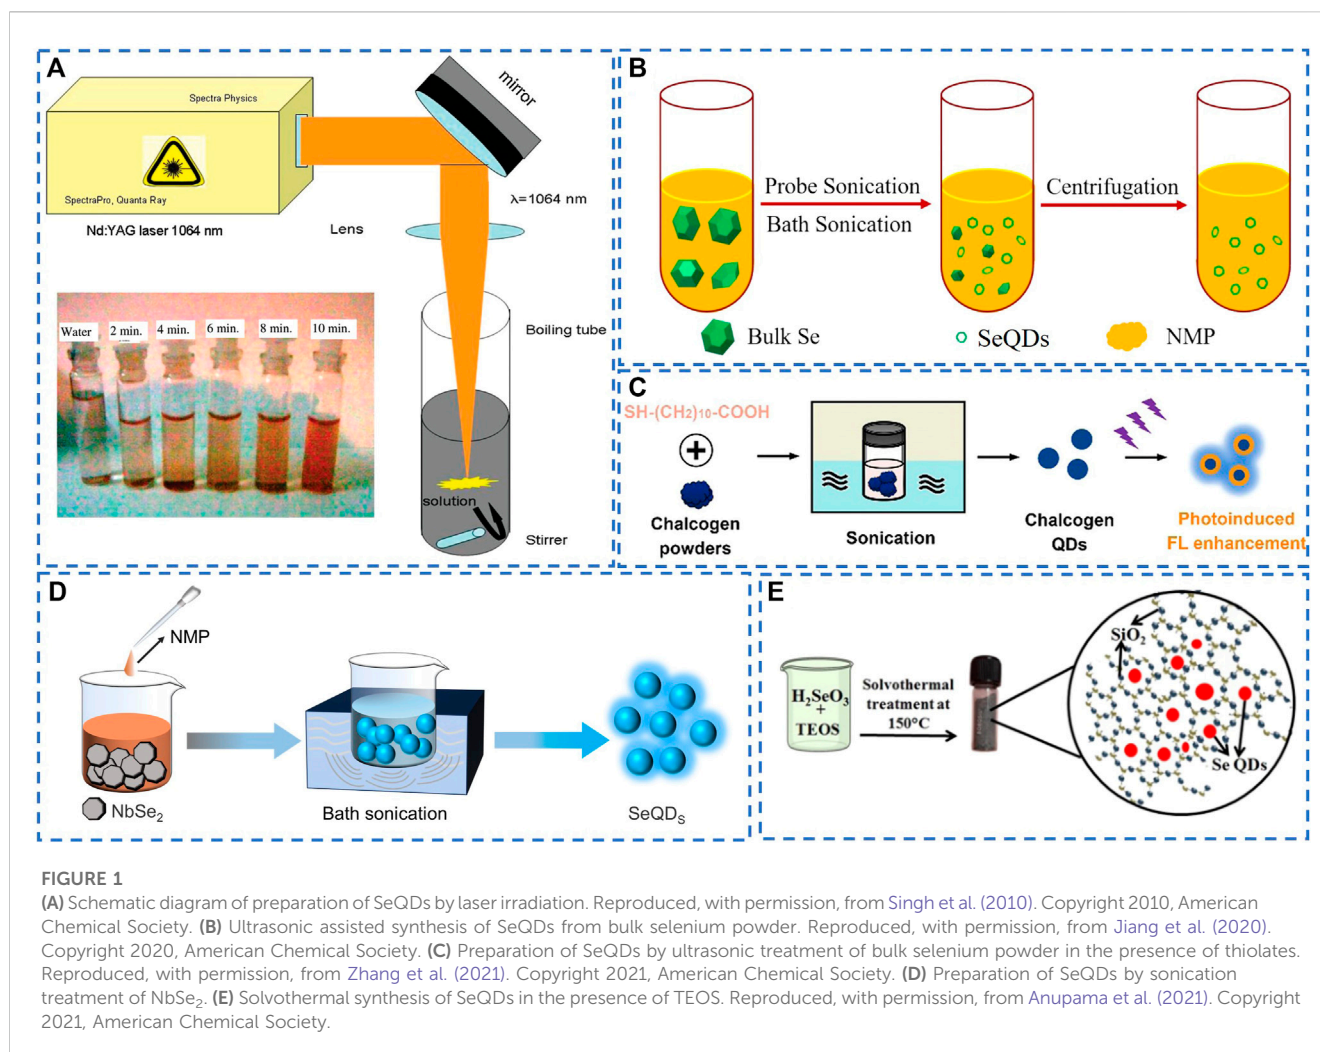 A
Spectra Physics
SpectraPro, Quanta Ray
Nd:YAG laser 1064 nm
mirror
λ=1064 nm
Lens
Water 2 min. 4 min. 6 min. 8 min. 10 min.
Boiling tube
solution
Stirrer
B
Probe Sonication
Bath Sonication
Centrifugation
Bulk Se
SeQDs
NMP
C
SH-(CH2)10-COOH
+
Chalcogen
powders
Sonication
Chalcogen
QDs
Photoinduced
FL enhancement
D
NMP
NbSe2
Bath sonication
SeQDS
E
H2SeO3
+
TEOS
Solvothermal
treatment at
150°C
SiO2
Se QDs
FIGURE 1
(A) Schematic diagram of preparation of SeQDs by laser irradiation. Reproduced, with permission, from Singh et al. (2010). Copyright 2010, American
Chemical Society. (B) Ultrasonic assisted synthesis of SeQDs from bulk selenium powder. Reproduced, with permission, from Jiang et al. (2020).
Copyright 2020, American Chemical Society. (C) Preparation of SeQDs by ultrasonic treatment of bulk selenium powder in the presence of thiolates.
Reproduced, with permission, from Zhang et al. (2021). Copyright 2021, American Chemical Society. (D) Preparation of SeQDs by sonication
treatment of NbSe2. (E) Solvothermal synthesis of SeQDs in the presence of TEOS. Reproduced, with permission, from Anupama et al. (2021). Copyright
2021, American Chemical Society.